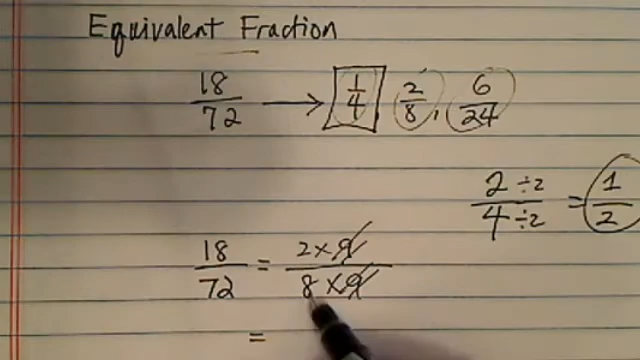 Equivalent Fraction
18/72 → 1/4 2/8, 6/24
2÷2/4÷2 = 1/2
18/72 = 2×9/8×9
=